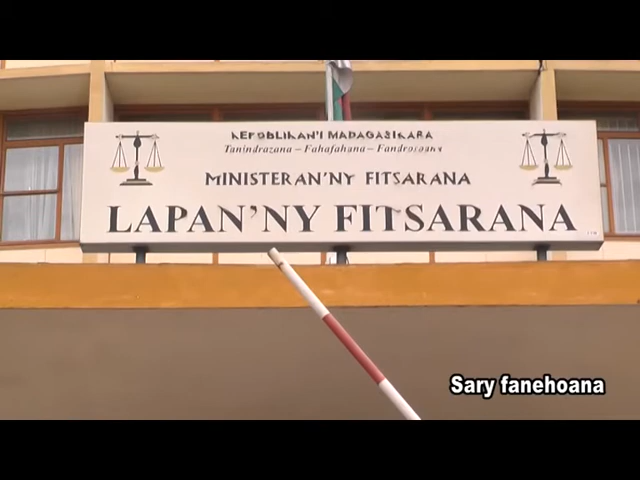 REPOBLIKAN'I MADAGASIKARA
Tanindrazana – Fahafahana – Fandrosoana
MINISTERAN'NY FITSARANA
LAPAN'NY FITSARANA
Sary fanehoana